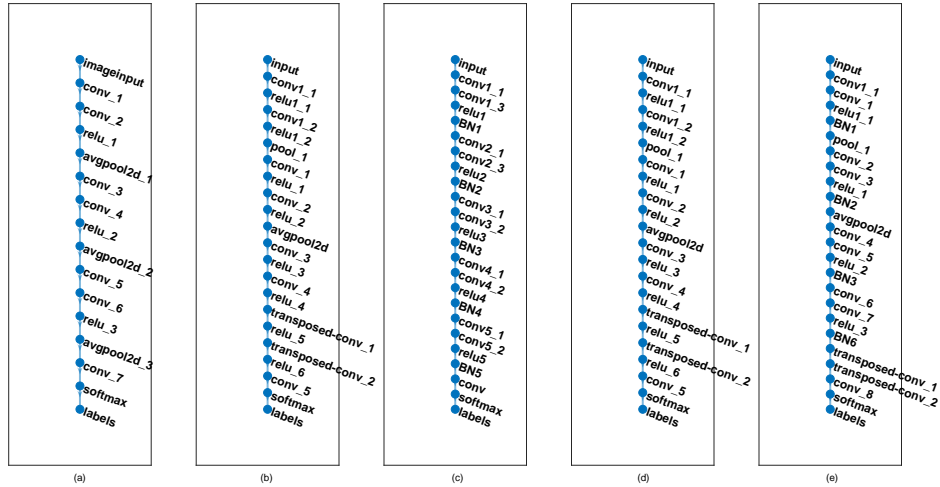 imageinput
conv_1
conv_2
relu_1
avgpool2d_1
conv_3
conv_4
relu_2
avgpool2d_2
conv_5
conv_6
relu_3
avgpool2d_3
conv_7
softmax
labels
(a)
input
conv1_1
relu1_1
conv1_2
relu1_2
pool_1
conv_1
relu_1
conv_2
relu_2
avgpool2d
conv_3
relu_3
conv_4
relu_4
transposed-conv_1
relu_5
transposed-conv_2
relu_6
conv_5
softmax
labels
(b)
input
conv1_1
conv1_3
relu1
BN1
conv2_1
conv2_3
relu2
BN2
conv3_1
conv3_2
relu3
BN3
conv4_1
conv4_2
relu4
BN4
conv5_1
conv5_2
relu5
BN5
conv
softmax
labels
(c)
input
conv1_1
relu1_1
conv1_2
relu1_2
pool_1
conv_1
relu_1
conv_2
relu_2
avgpool2d
conv_3
relu_3
conv_4
relu_4
transposed-conv_1
relu_5
transposed-conv_2
relu_6
conv_5
softmax
labels
(d)
input
conv1_1
conv_1
relu1_1
BN1
pool_1
conv_2
conv_3
relu_1
BN2
avgpool2d
conv_4
conv_5
relu_2
BN3
conv_6
conv_7
relu_3
BN6
transposed-conv_1
transposed-conv_2
conv_8
softmax
labels
(e)